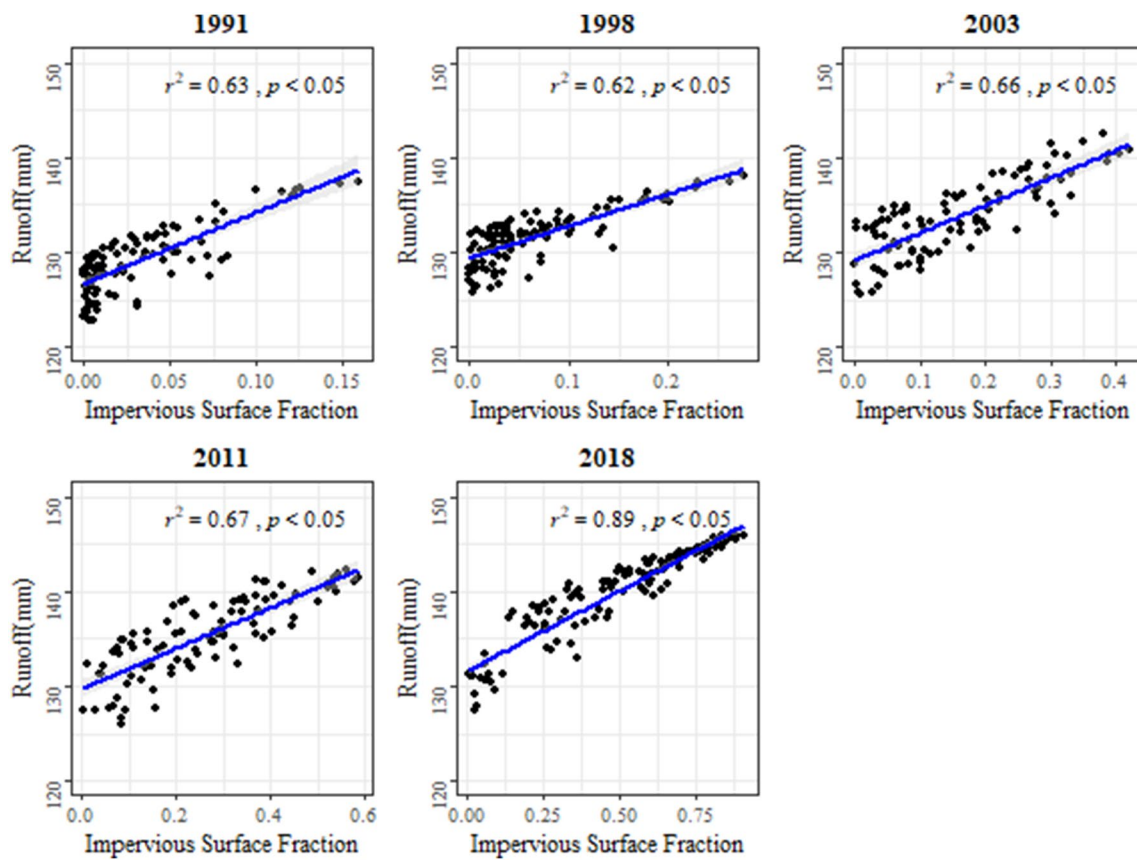 1991
r² = 0.63 , p < 0.05
Runoff(mm)
150
140
130
120
0.00 0.05 0.10 0.15
Impervious Surface Fraction
1998
r² = 0.62 , p < 0.05
Runoff(mm)
150
140
130
120
0.0 0.1 0.2
Impervious Surface Fraction
2003
r² = 0.66 , p < 0.05
Runoff(mm)
150
140
130
120
0.0 0.1 0.2 0.3 0.4
Impervious Surface Fraction
2011
r² = 0.67 , p < 0.05
Runoff(mm)
150
140
130
120
0.0 0.2 0.4 0.6
Impervious Surface Fraction
2018
r² = 0.89 , p < 0.05
Runoff(mm)
150
140
130
120
0.00 0.25 0.50 0.75
Impervious Surface Fraction